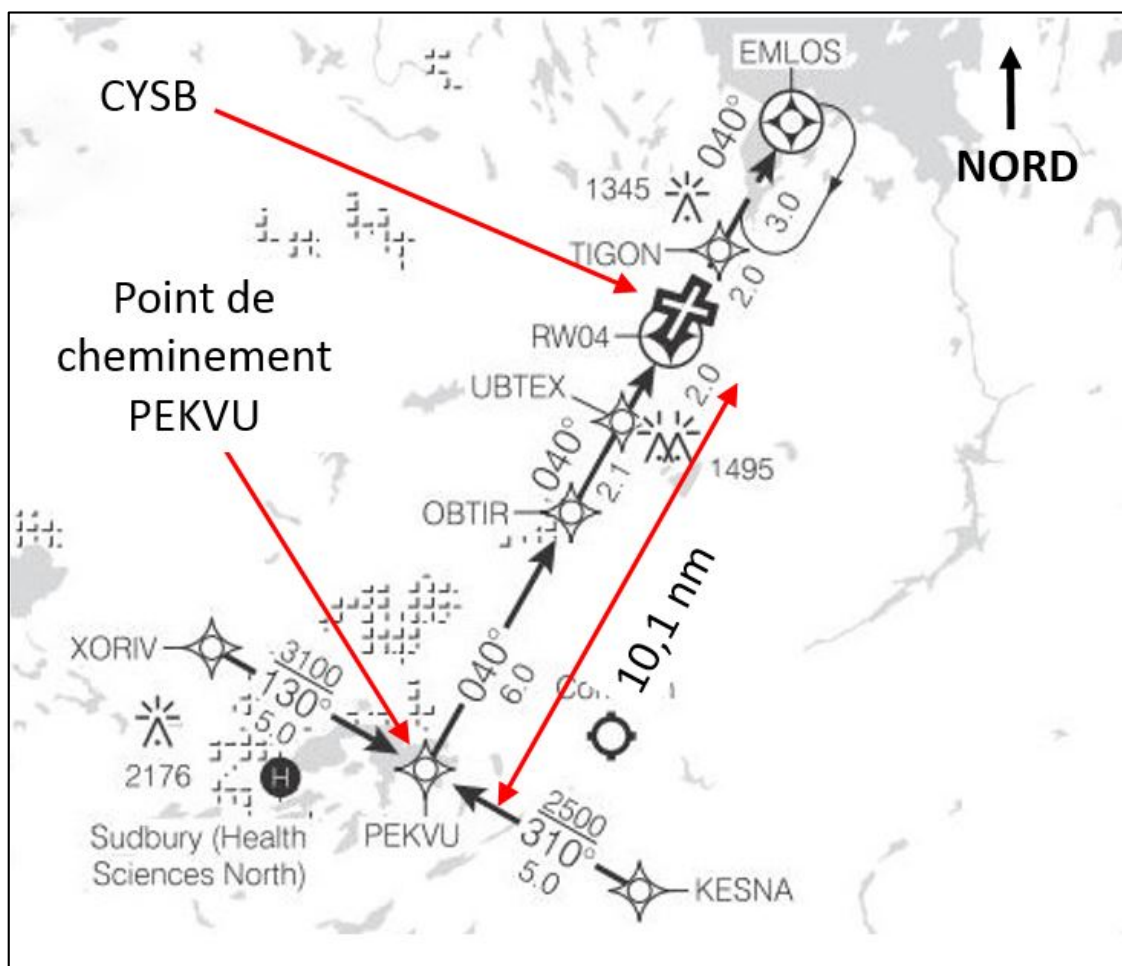 EMLOS
CYSB
NORD
040°
1345
3.0
TIGON
2.0
Point de
cheminement
PEKVU
RW04
2.0
UBTEX
040°
1495
2.1
OBTIR
10,1 nm
XORIV
3100
130°
5.0
040°
6.0
2176
H
2500
310°
5.0
Sudbury (Health
Sciences North)
PEKVU
KESNA